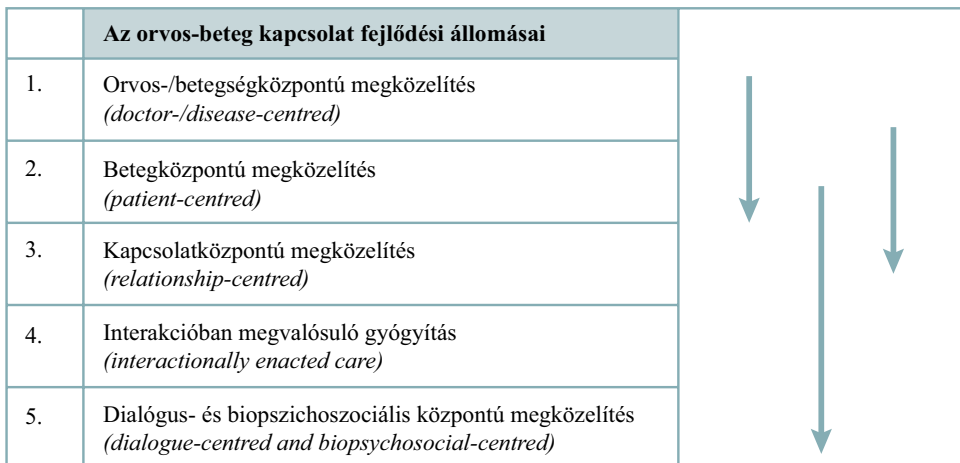 Az orvos-beteg kapcsolat fejlődési állomásai
1.
Orvos-/betegségközpontú megközelítés
(doctor-/disease-centred)
2.
Betegközpontú megközelítés
(patient-centred)
3.
Kapcsolatközpontú megközelítés
(relationship-centred)
4.
Interakcióban megvalósuló gyógyítás
(interactionally enacted care)
5.
Dialógus- és biopszichoszociális központú megközelítés
(dialogue-centred and biopsychosocial-centred)